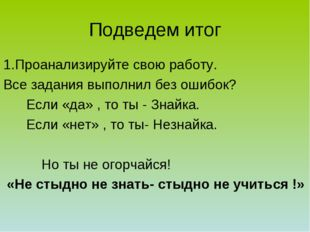 Подведем итог
1.Проанализируйте свою работу.
Все задания выполнил без ошибок?
Если «да» , то ты - Знайка.
Если «нет» , то ты- Незнайка.
Но ты не огорчайся!
«Не стыдно не знать- стыдно не учиться !»